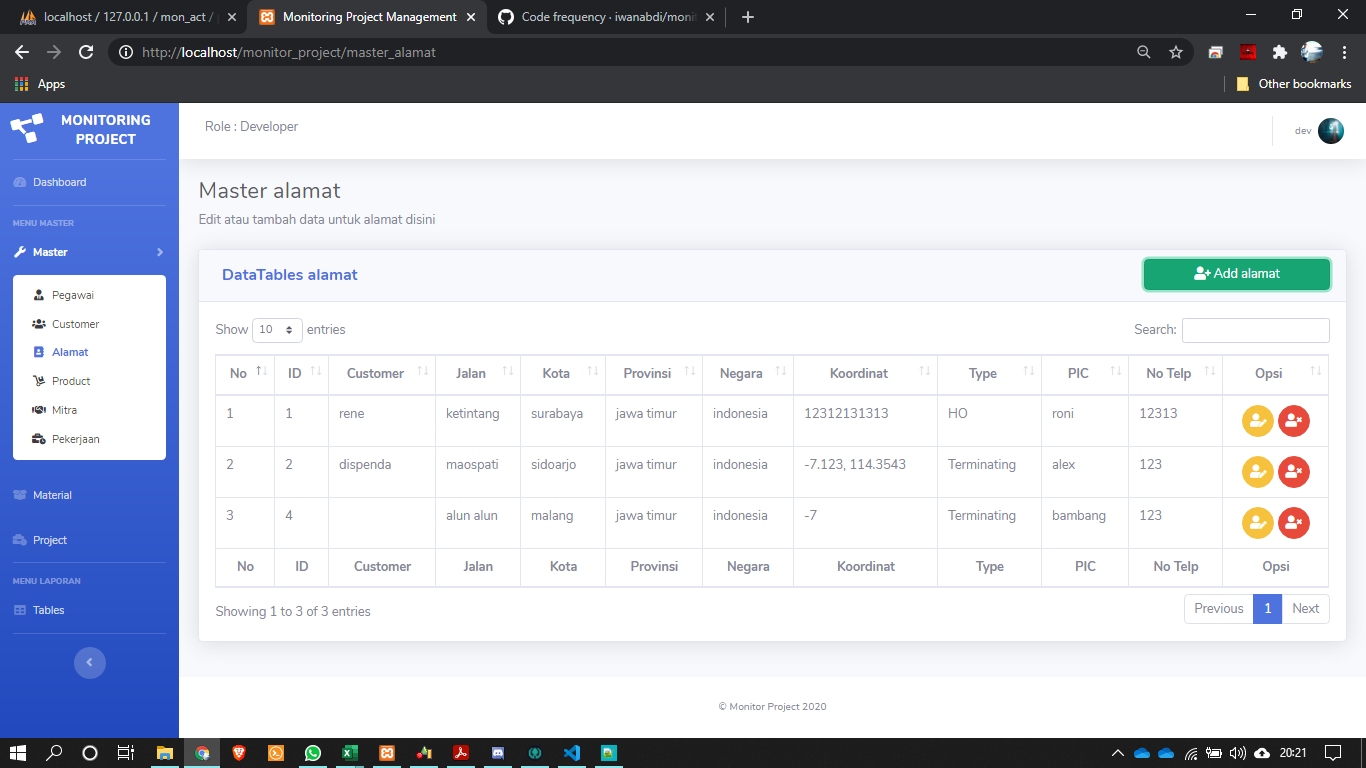 localhost / 127.0.0.1 / mon_act /
Monitoring Project Management
Code frequency · iwanabdi/moni
http://localhost/monitor_project/master_alamat
Apps
Other bookmarks
MONITORING
PROJECT
Role : Developer
dev
Dashboard
MENU MASTER
Master
Pegawai
Customer
Alamat
Product
Mitra
Pekerjaan
Material
Project
MENU LAPORAN
Tables
Master alamat
Edit atau tambah data untuk alamat disini
DataTables alamat
Add alamat
Show 10 entries
Search:
No ID Customer Jalan Kota Provinsi Negara Koordinat Type PIC No Telp Opsi
1 1 rene ketintang surabaya jawa timur indonesia 12312131313 HO roni 12313
2 2 dispenda maospati sidoarjo jawa timur indonesia -7.123, 114.3543 Terminating alex 123
3 4 alun alun malang jawa timur indonesia -7 Terminating bambang 123
No ID Customer Jalan Kota Provinsi Negara Koordinat Type PIC No Telp Opsi
Showing 1 to 3 of 3 entries
Previous 1 Next
© Monitor Project 2020
20:21